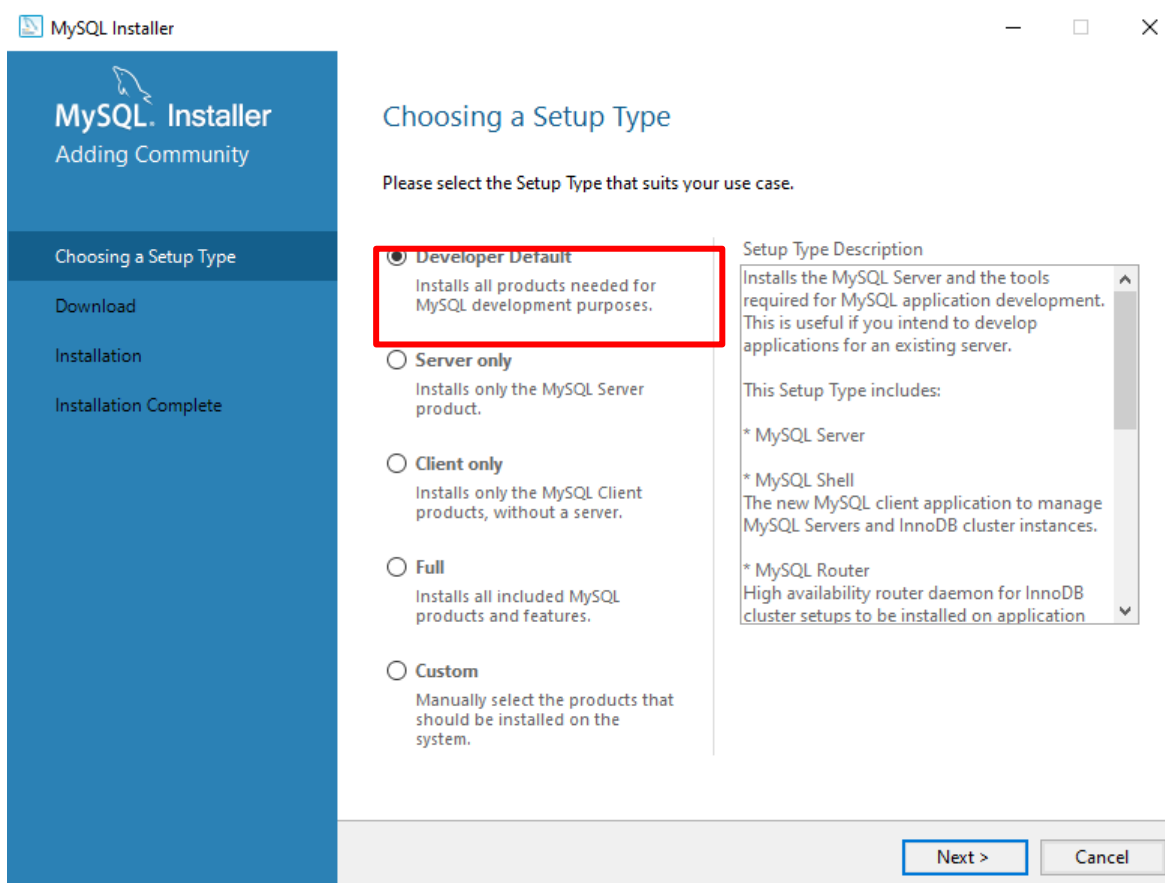 MySQL Installer
MySQL. Installer
Adding Community
Choosing a Setup Type
Download
Installation
Installation Complete
Choosing a Setup Type
Please select the Setup Type that suits your use case.
Developer Default
Installs all products needed for
MySQL development purposes.
Server only
Installs only the MySQL Server
product.
Client only
Installs only the MySQL Client
products, without a server.
Full
Installs all included MySQL
products and features.
Custom
Manually select the products that
should be installed on the
system.
Setup Type Description
Installs the MySQL Server and the tools
required for MySQL application development.
This is useful if you intend to develop
applications for an existing server.
This Setup Type includes:
* MySQL Server
* MySQL Shell
The new MySQL client application to manage
MySQL Servers and InnoDB cluster instances.
* MySQL Router
High availability router daemon for InnoDB
cluster setups to be installed on application
Next >
Cancel